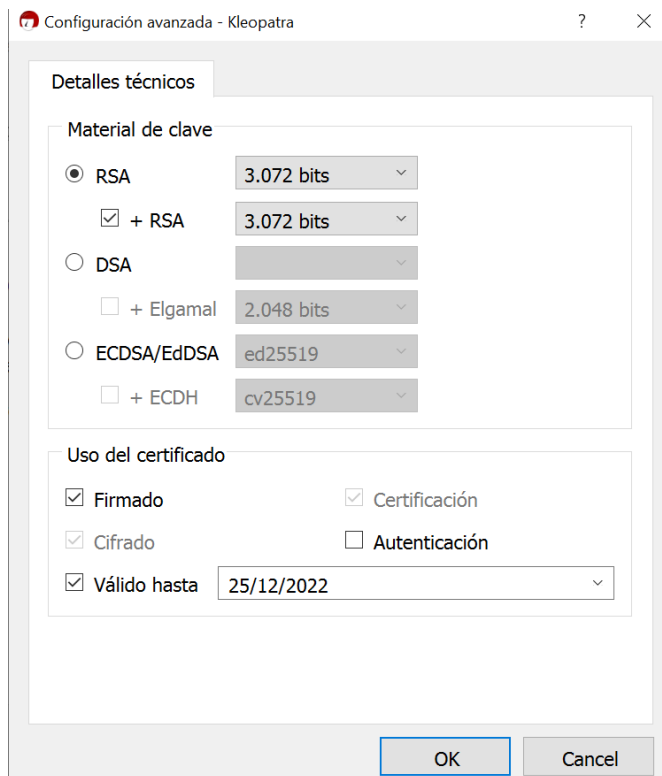 Configuración avanzada - Kleopatra ?
Detalles técnicos
Material de clave
RSA 3.072 bits
+ RSA 3.072 bits
DSA
+ Elgamal 2.048 bits
ECDSA/EdDSA ed25519
+ ECDH cv25519
Uso del certificado
Firmado Certificación
Cifrado Autenticación
Válido hasta 25/12/2022
OK Cancel